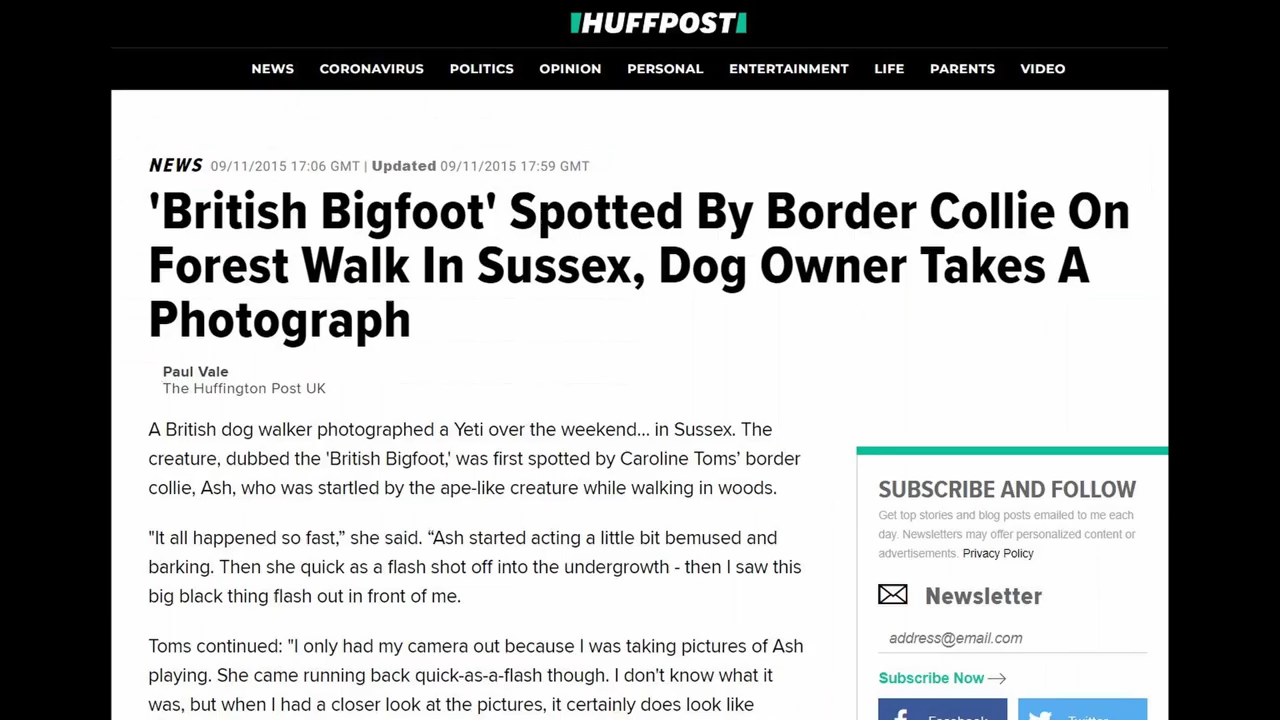 HUFFPOST
NEWS CORONAVIRUS POLITICS OPINION PERSONAL ENTERTAINMENT LIFE PARENTS VIDEO
NEWS 09/11/2015 17:06 GMT | Updated 09/11/2015 17:59 GMT
'British Bigfoot' Spotted By Border Collie On
Forest Walk In Sussex, Dog Owner Takes A
Photograph
Paul Vale
The Huffington Post UK
A British dog walker photographed a Yeti over the weekend... in Sussex. The
creature, dubbed the 'British Bigfoot,' was first spotted by Caroline Toms’ border
collie, Ash, who was startled by the ape-like creature while walking in woods.
"It all happened so fast,” she said. “Ash started acting a little bit bemused and
barking. Then she quick as a flash shot off into the undergrowth - then I saw this
big black thing flash out in front of me.
Toms continued: "I only had my camera out because I was taking pictures of Ash
playing. She came running back quick-as-a-flash though. I don't know what it
was, but when I had a closer look at the pictures, it certainly does look like
SUBSCRIBE AND FOLLOW
Get top stories and blog posts emailed to me each
day. Newsletters may offer personalized content or
advertisements. Privacy Policy
Newsletter
address@email.com
Subscribe Now
Facebook Twitter